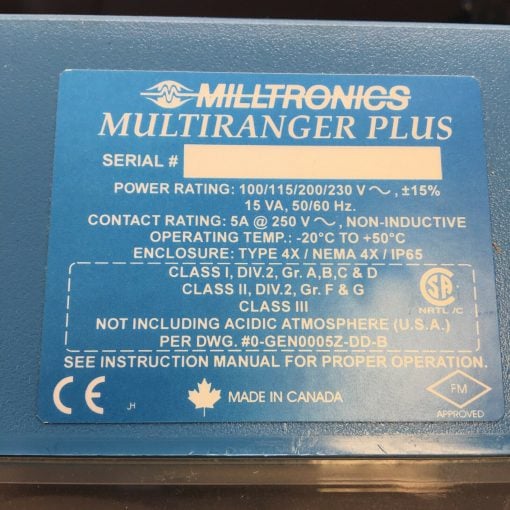 MILLTRONICS
MULTIRANGER PLUS
SERIAL #
POWER RATING: 100/115/200/230 V ~, ±15%
15 VA, 50/60 Hz.
CONTACT RATING: 5A @ 250 V ~, NON-INDUCTIVE
OPERATING TEMP.: -20°C TO +50°C
ENCLOSURE: TYPE 4X / NEMA 4X / IP65
CLASS I, DIV.2, Gr. A,B,C & D
CLASS II, DIV.2, Gr. F & G
CLASS III
NOT INCLUDING ACIDIC ATMOSPHERE (U.S.A.)
PER DWG. #0-GEN0005Z-DD-B
SA
NRTL /C
SEE INSTRUCTION MANUAL FOR PROPER OPERATION.
CE
JH
MADE IN CANADA
FM
APPROVED